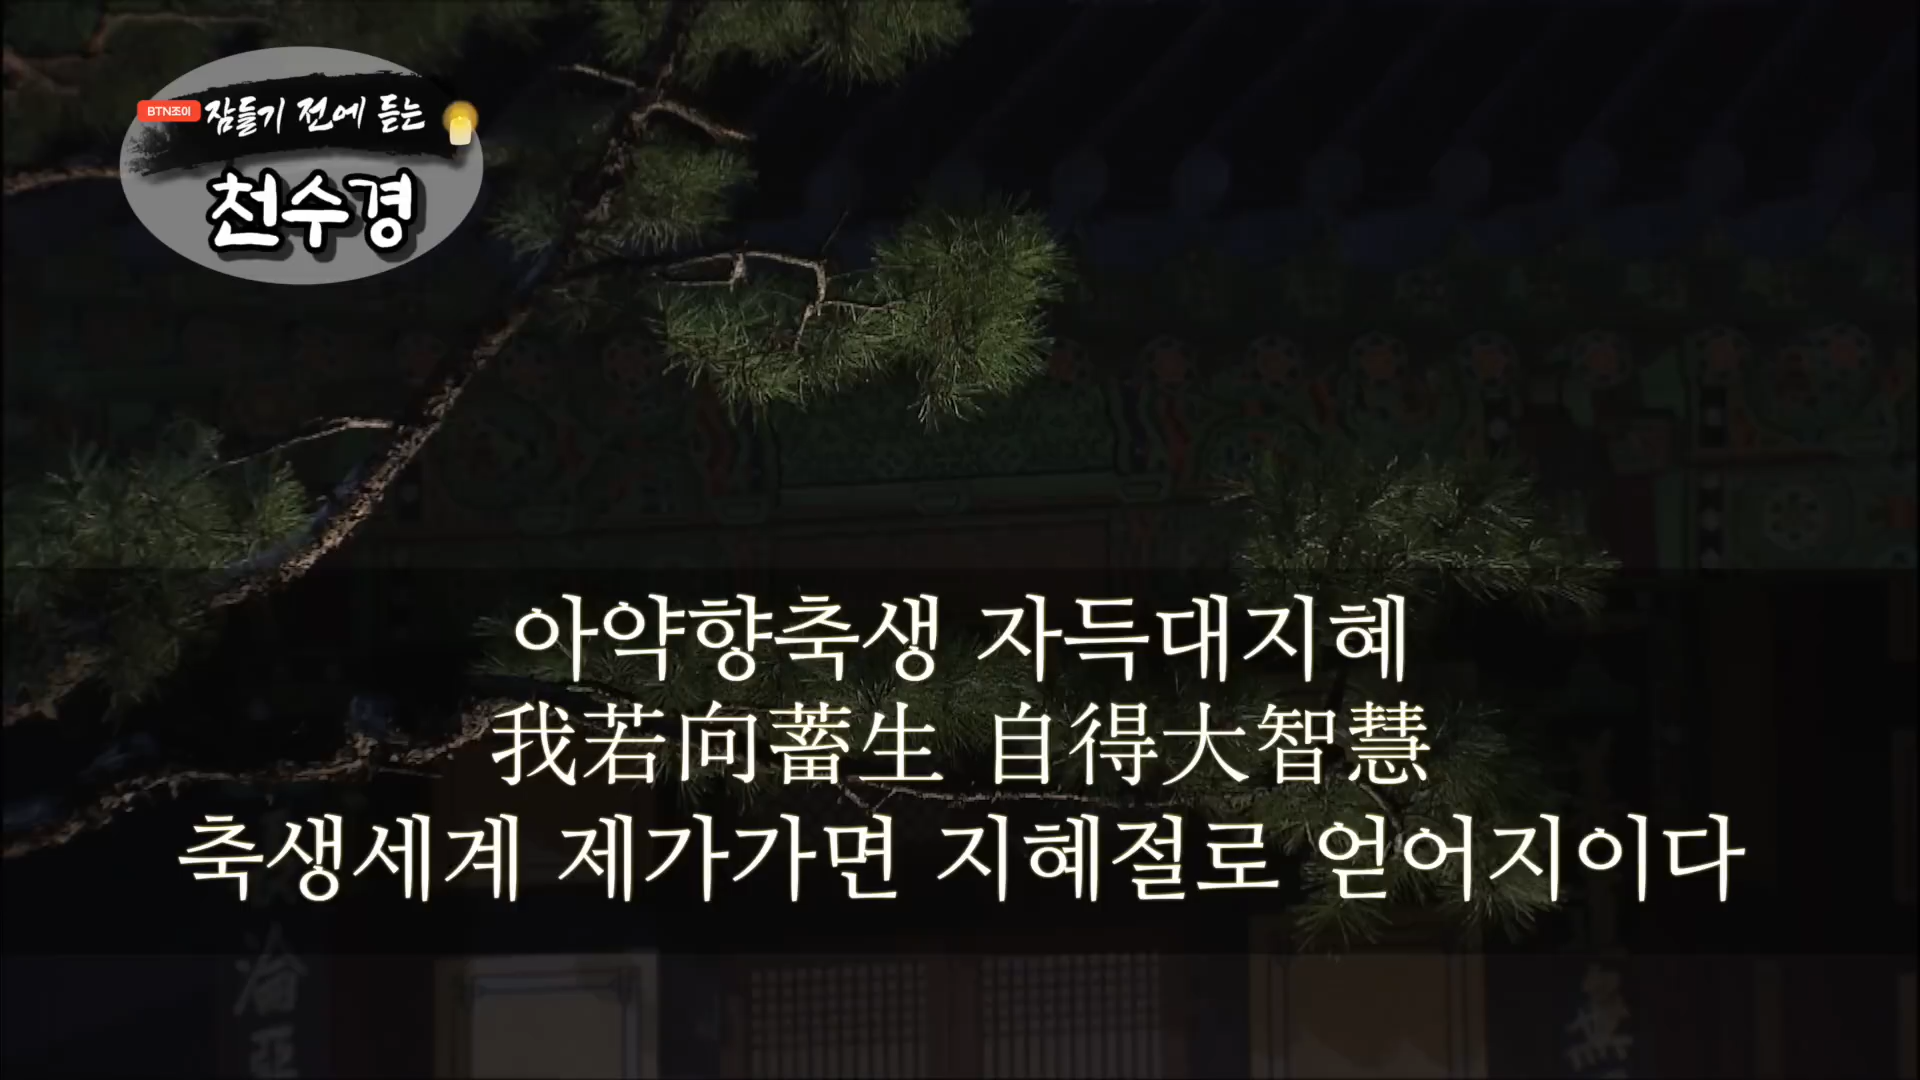 BTN조이 잠들기 전에 듣는
천수경
아약향축생 자득대지혜
我若向蓄生 自得大智慧
축생세계 제가가면 지혜절로 얻어지이다
無